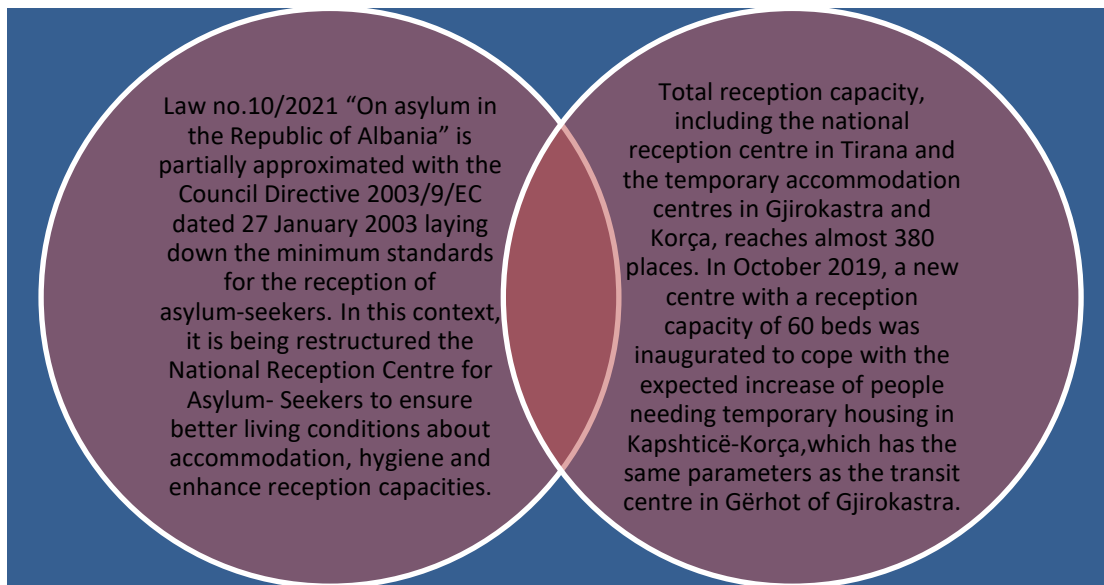 Law no.10/2021 “On asylum in
the Republic of Albania” is
partially approximated with the
Council Directive 2003/9/EC
dated 27 January 2003 laying
down the minimum standards
for the reception of
asylum-seekers. In this context,
it is being restructured the
National Reception Centre for
Asylum- Seekers to ensure
better living conditions about
accommodation, hygiene and
enhance reception capacities.
Total reception capacity,
including the national
reception centre in Tirana and
the temporary accommodation
centres in Gjirokastra and
Korça, reaches almost 380
places. In October 2019, a new
centre with a reception
capacity of 60 beds was
inaugurated to cope with the
expected increase of people
needing temporary housing in
Kapshticë-Korça,which has the
same parameters as the transit
centre in Gërhot of Gjirokastra.